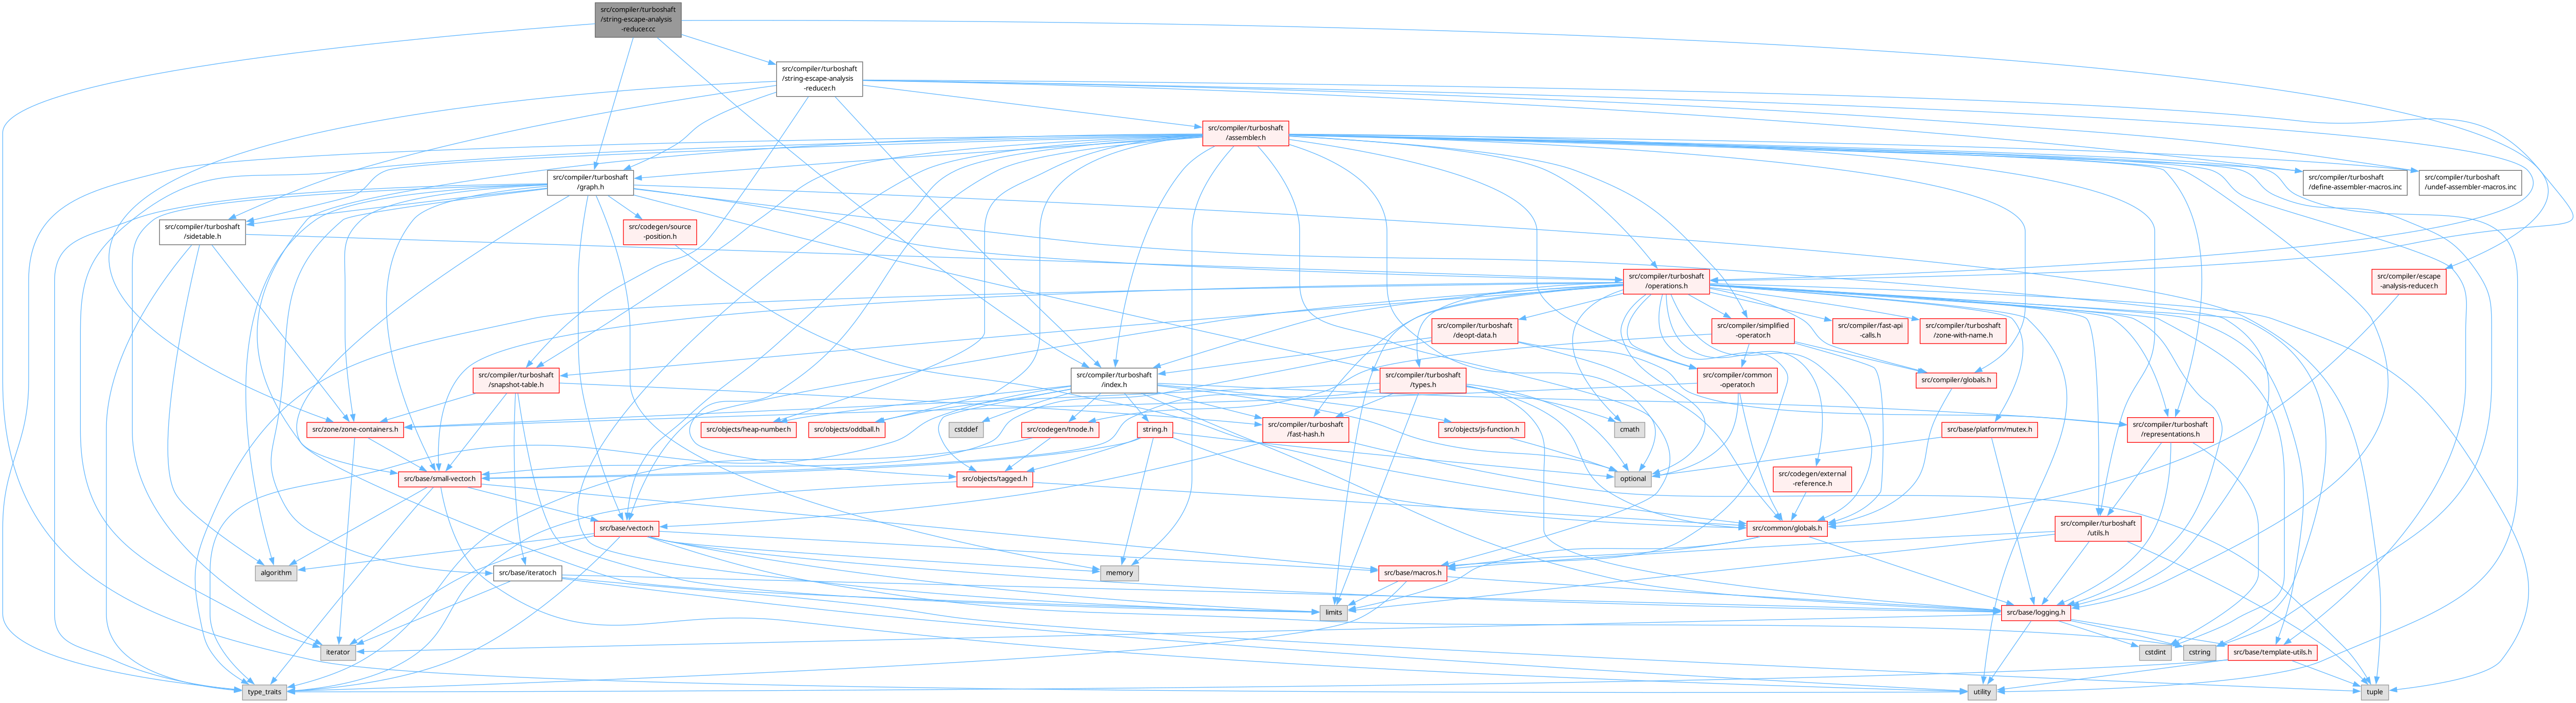 src/compiler/turboshaft
/string-escape-analysis
-reducer.cc
src/compiler/turboshaft
/string-escape-analysis
-reducer.h
src/compiler/turboshaft
/assembler.h
src/compiler/turboshaft
/graph.h
src/compiler/turboshaft
/define-assembler-macros.inc
src/compiler/turboshaft
/undef-assembler-macros.inc
src/compiler/turboshaft
/sidetable.h
src/codegen/source
-position.h
src/compiler/turboshaft
/operations.h
src/compiler/escape
-analysis-reducer.h
src/compiler/turboshaft
/deopt-data.h
src/compiler/simplified
-operator.h
src/compiler/fast-api
-calls.h
src/compiler/turboshaft
/zone-with-name.h
src/compiler/turboshaft
/snapshot-table.h
src/compiler/turboshaft
/index.h
src/compiler/turboshaft
/types.h
src/compiler/common
-operator.h
src/compiler/globals.h
src/zone/zone-containers.h
src/objects/heap-number.h
src/objects/oddball.h
cstddef
src/codegen/tnode.h
string.h
src/compiler/turboshaft
/fast-hash.h
src/objects/js-function.h
cmath
src/base/platform/mutex.h
src/compiler/turboshaft
/representations.h
src/base/small-vector.h
src/objects/tagged.h
optional
src/codegen/external
-reference.h
src/base/vector.h
src/common/globals.h
src/compiler/turboshaft
/utils.h
algorithm
src/base/iterator.h
memory
src/base/macros.h
limits
src/base/logging.h
iterator
cstdint
cstring
src/base/template-utils.h
type_traits
utility
tuple